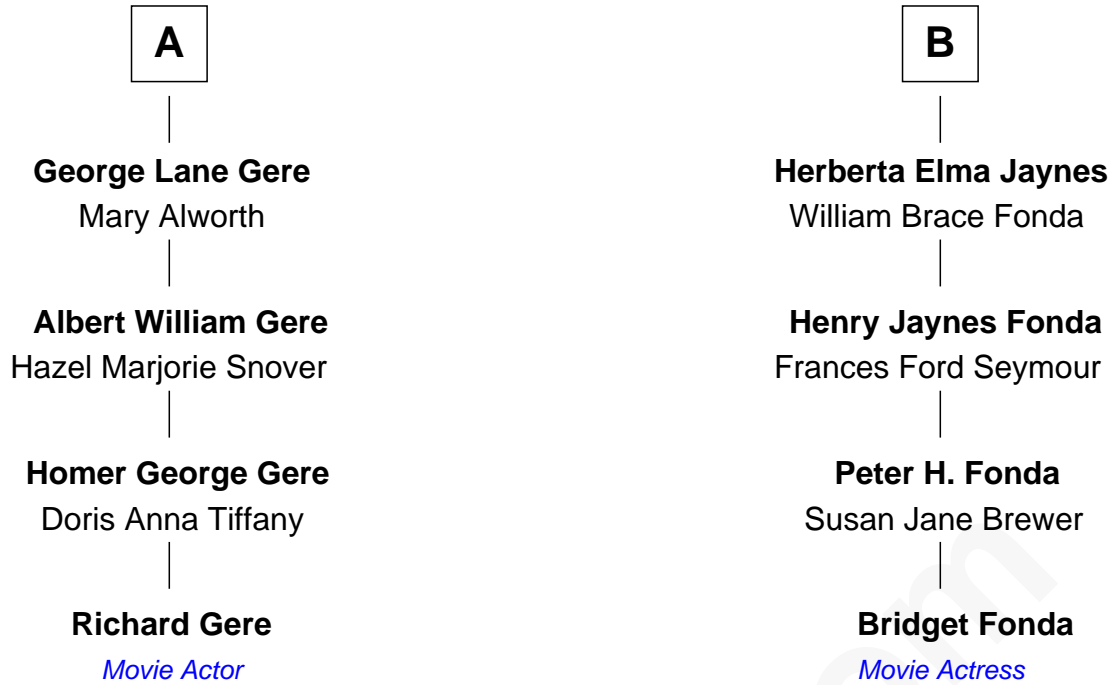 A
George Lane Gere
Mary Alworth
Albert William Gere
Hazel Marjorie Snover
Homer George Gere
Doris Anna Tiffany
Richard Gere
Movie Actor
B
Herberta Elma Jaynes
William Brace Fonda
Henry Jaynes Fonda
Frances Ford Seymour
Peter H. Fonda
Susan Jane Brewer
Bridget Fonda
Movie Actress